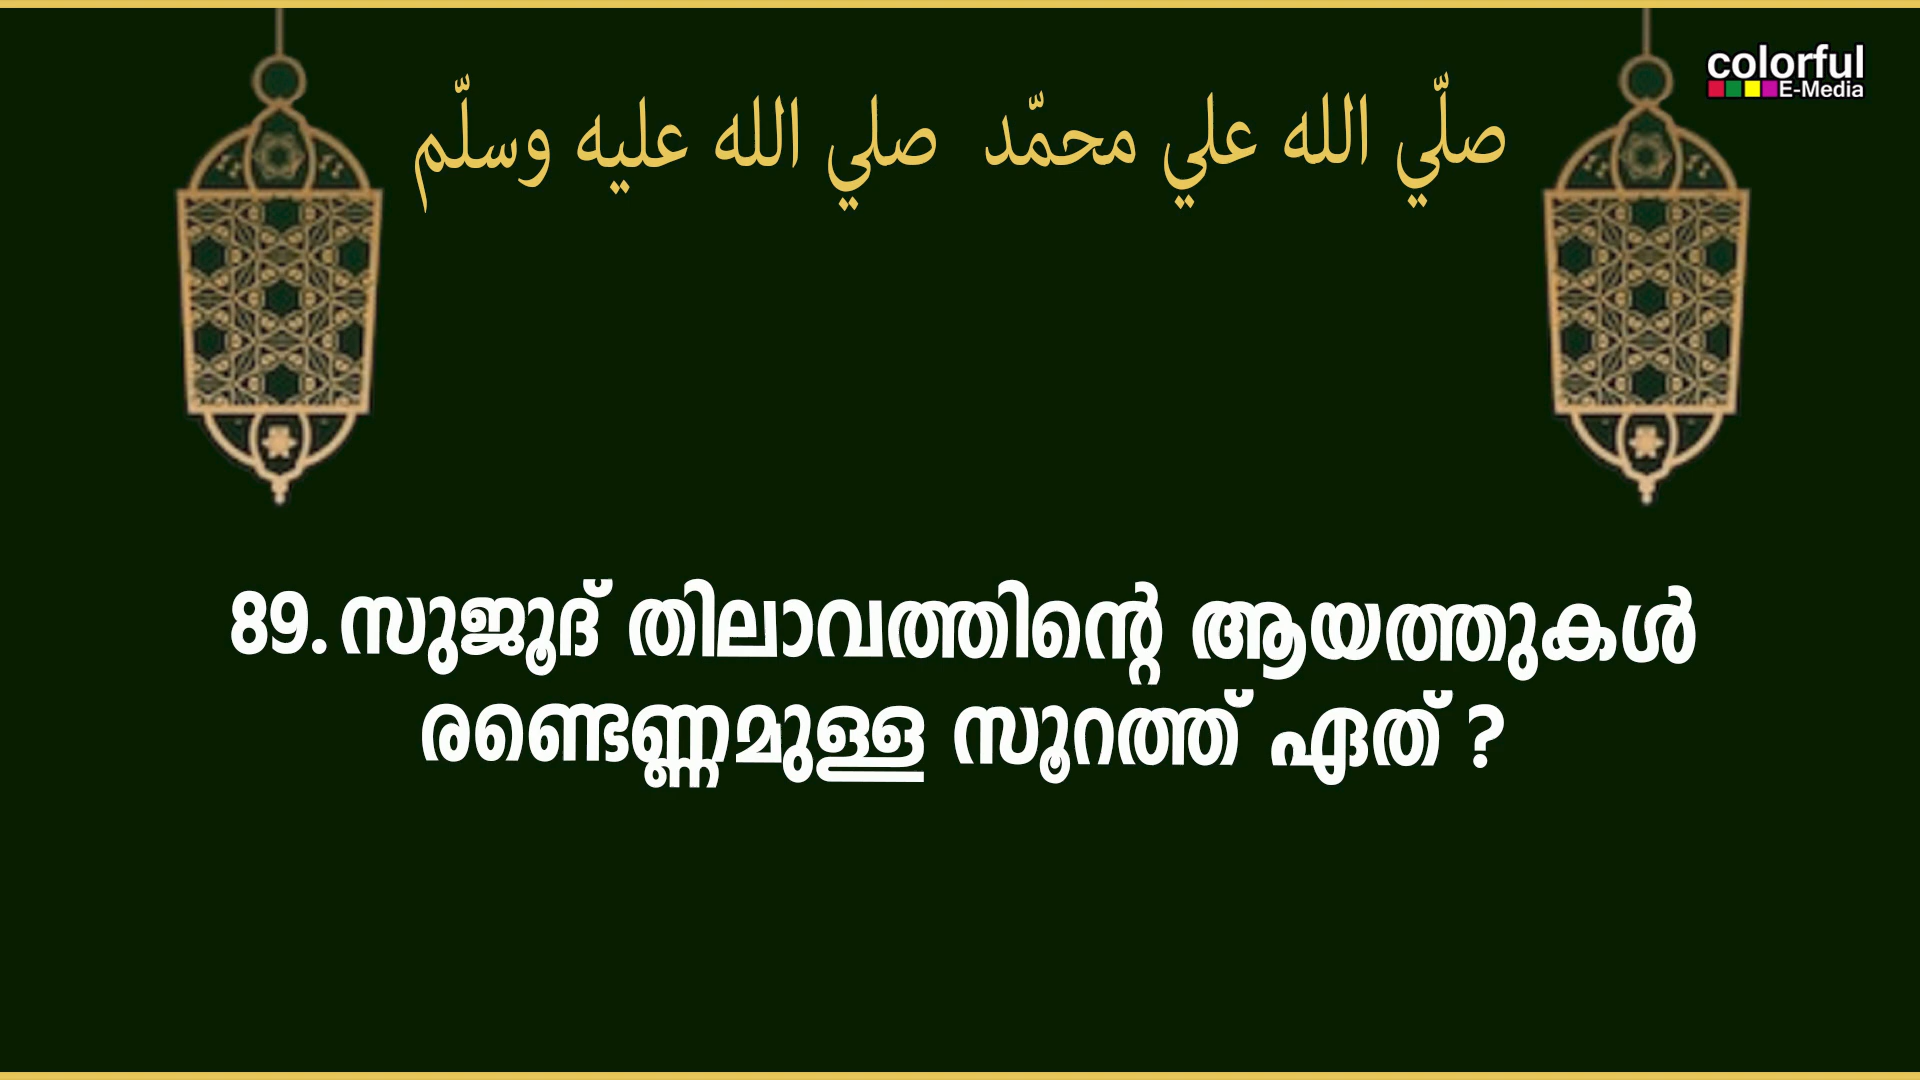 colorful
E-Media
صلّي الله علي محمّد صلي الله عليه وسلّم
89. സുജൂദ് തിലാവത്തിന്റെ ആയത്തുകൾ
രണ്ടെണ്ണമുള്ള സൂറത്ത് ഏത് ?